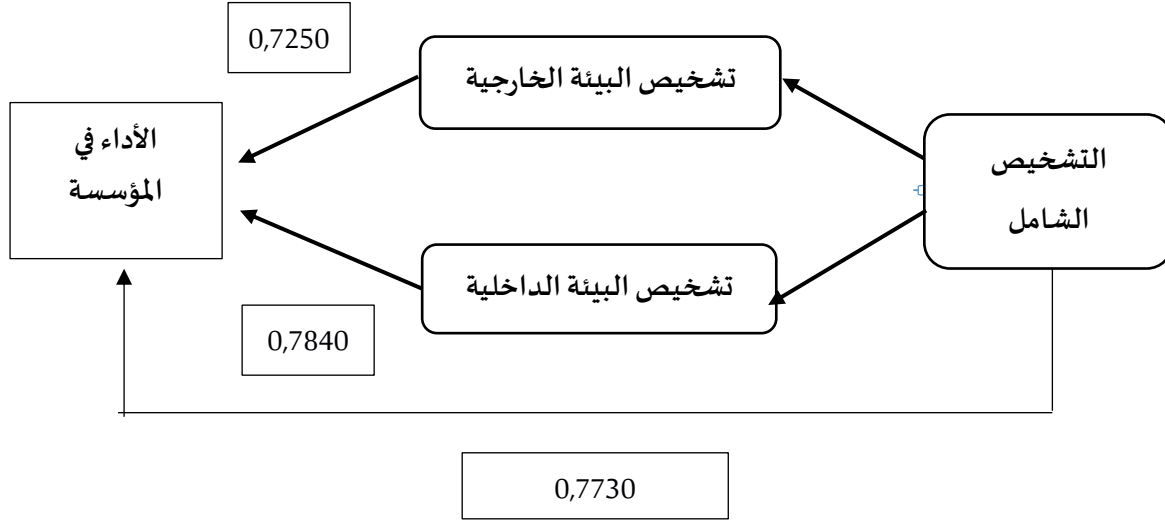 0,7250
تشخيص البيئة الخارجية
التشخيص
الشامل
الأداء في
المؤسسة
تشخيص البيئة الداخلية
0,7840
0,7730